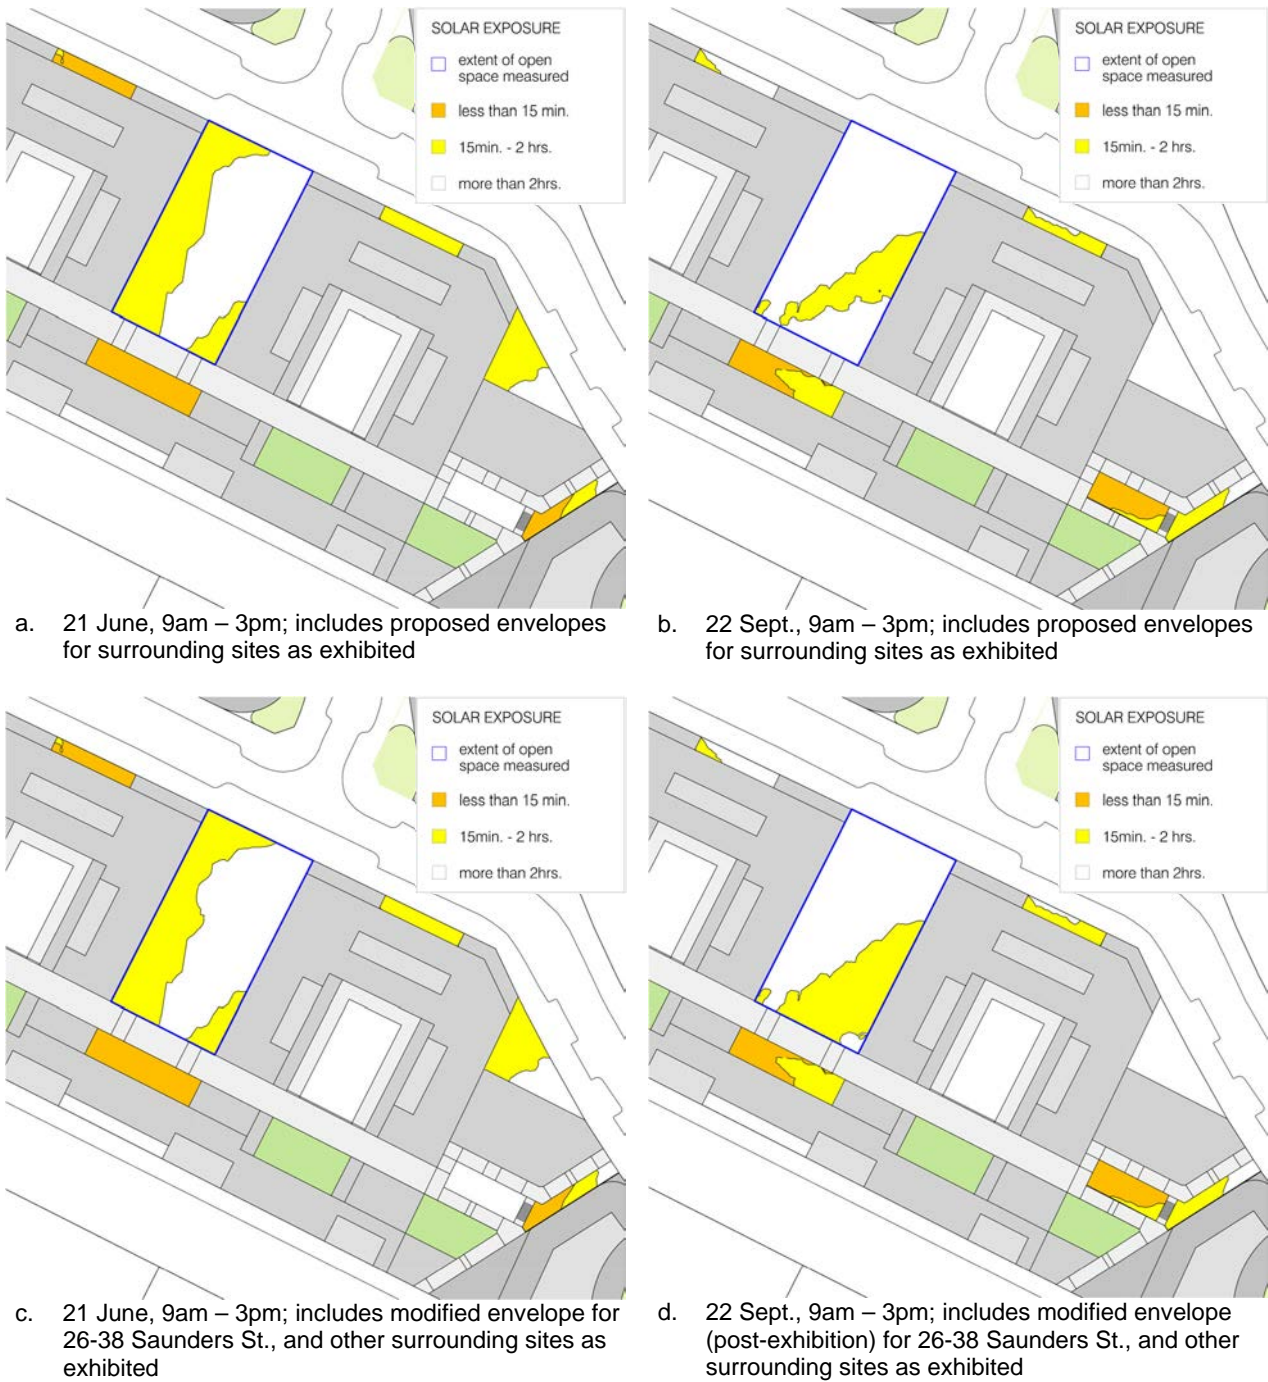 SOLAR EXPOSURE
extent of open
space measured
less than 15 min.
15min. - 2 hrs.
more than 2hrs.
a. 21 June, 9am – 3pm; includes proposed envelopes
for surrounding sites as exhibited
SOLAR EXPOSURE
extent of open
space measured
less than 15 min.
15min. - 2 hrs.
more than 2hrs.
b. 22 Sept., 9am – 3pm; includes proposed envelopes
for surrounding sites as exhibited
SOLAR EXPOSURE
extent of open
space measured
less than 15 min.
15min. - 2 hrs.
more than 2hrs.
c. 21 June, 9am – 3pm; includes modified envelope for
26-38 Saunders St., and other surrounding sites as
exhibited
SOLAR EXPOSURE
extent of open
space measured
less than 15 min.
15min. - 2 hrs.
more than 2hrs.
d. 22 Sept., 9am – 3pm; includes modified envelope
(post-exhibition) for 26-38 Saunders St., and other
surrounding sites as exhibited